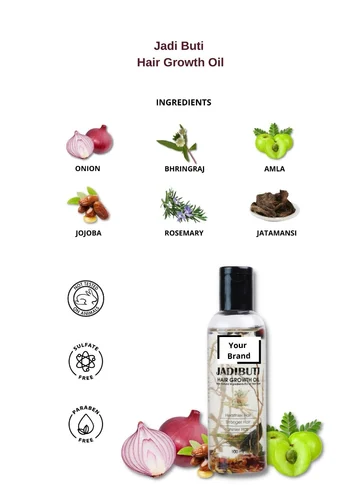 Jadi Buti
Hair Growth Oil
INGREDIENTS
ONION
BHRINGRAJ
AMLA
JOJOBA
ROSEMARY
JATAMANSI
NOT TESTED
ON ANIMALS
SULFATE
FREE
PARABEN
FREE
Your
Brand
JADIBUTI
HAIR GROWTH OIL